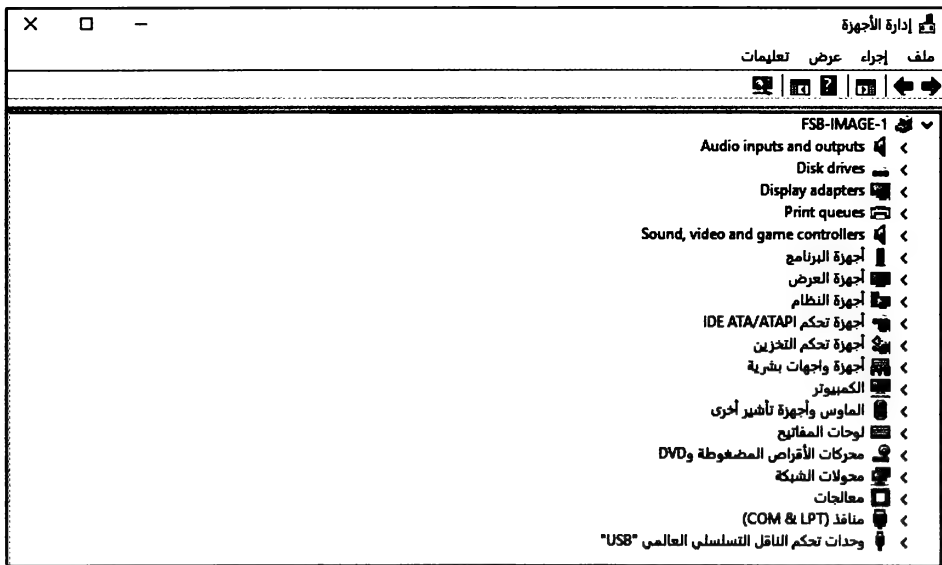 إدارة الأجهزة
ملف إجراء عرض تعليمات
FSB-IMAGE-1
Audio inputs and outputs
Disk drives
Display adapters
Print queues
Sound, video and game controllers
أجهزة البرنامج
أجهزة العرض
أجهزة النظام
أجهزة تحكم IDE ATA/ATAPI
أجهزة تحكم التخزين
أجهزة واجهات بشرية
الكمبيوتر
الماوس وأجهزة تأشير أخرى
لوحات المفاتيح
محركات الأقراص المضغوطة وDVD
محولات الشبكة
معالجات
منافذ (COM & LPT)
وحدات تحكم الناقل التسلسلي العالمي "USB"